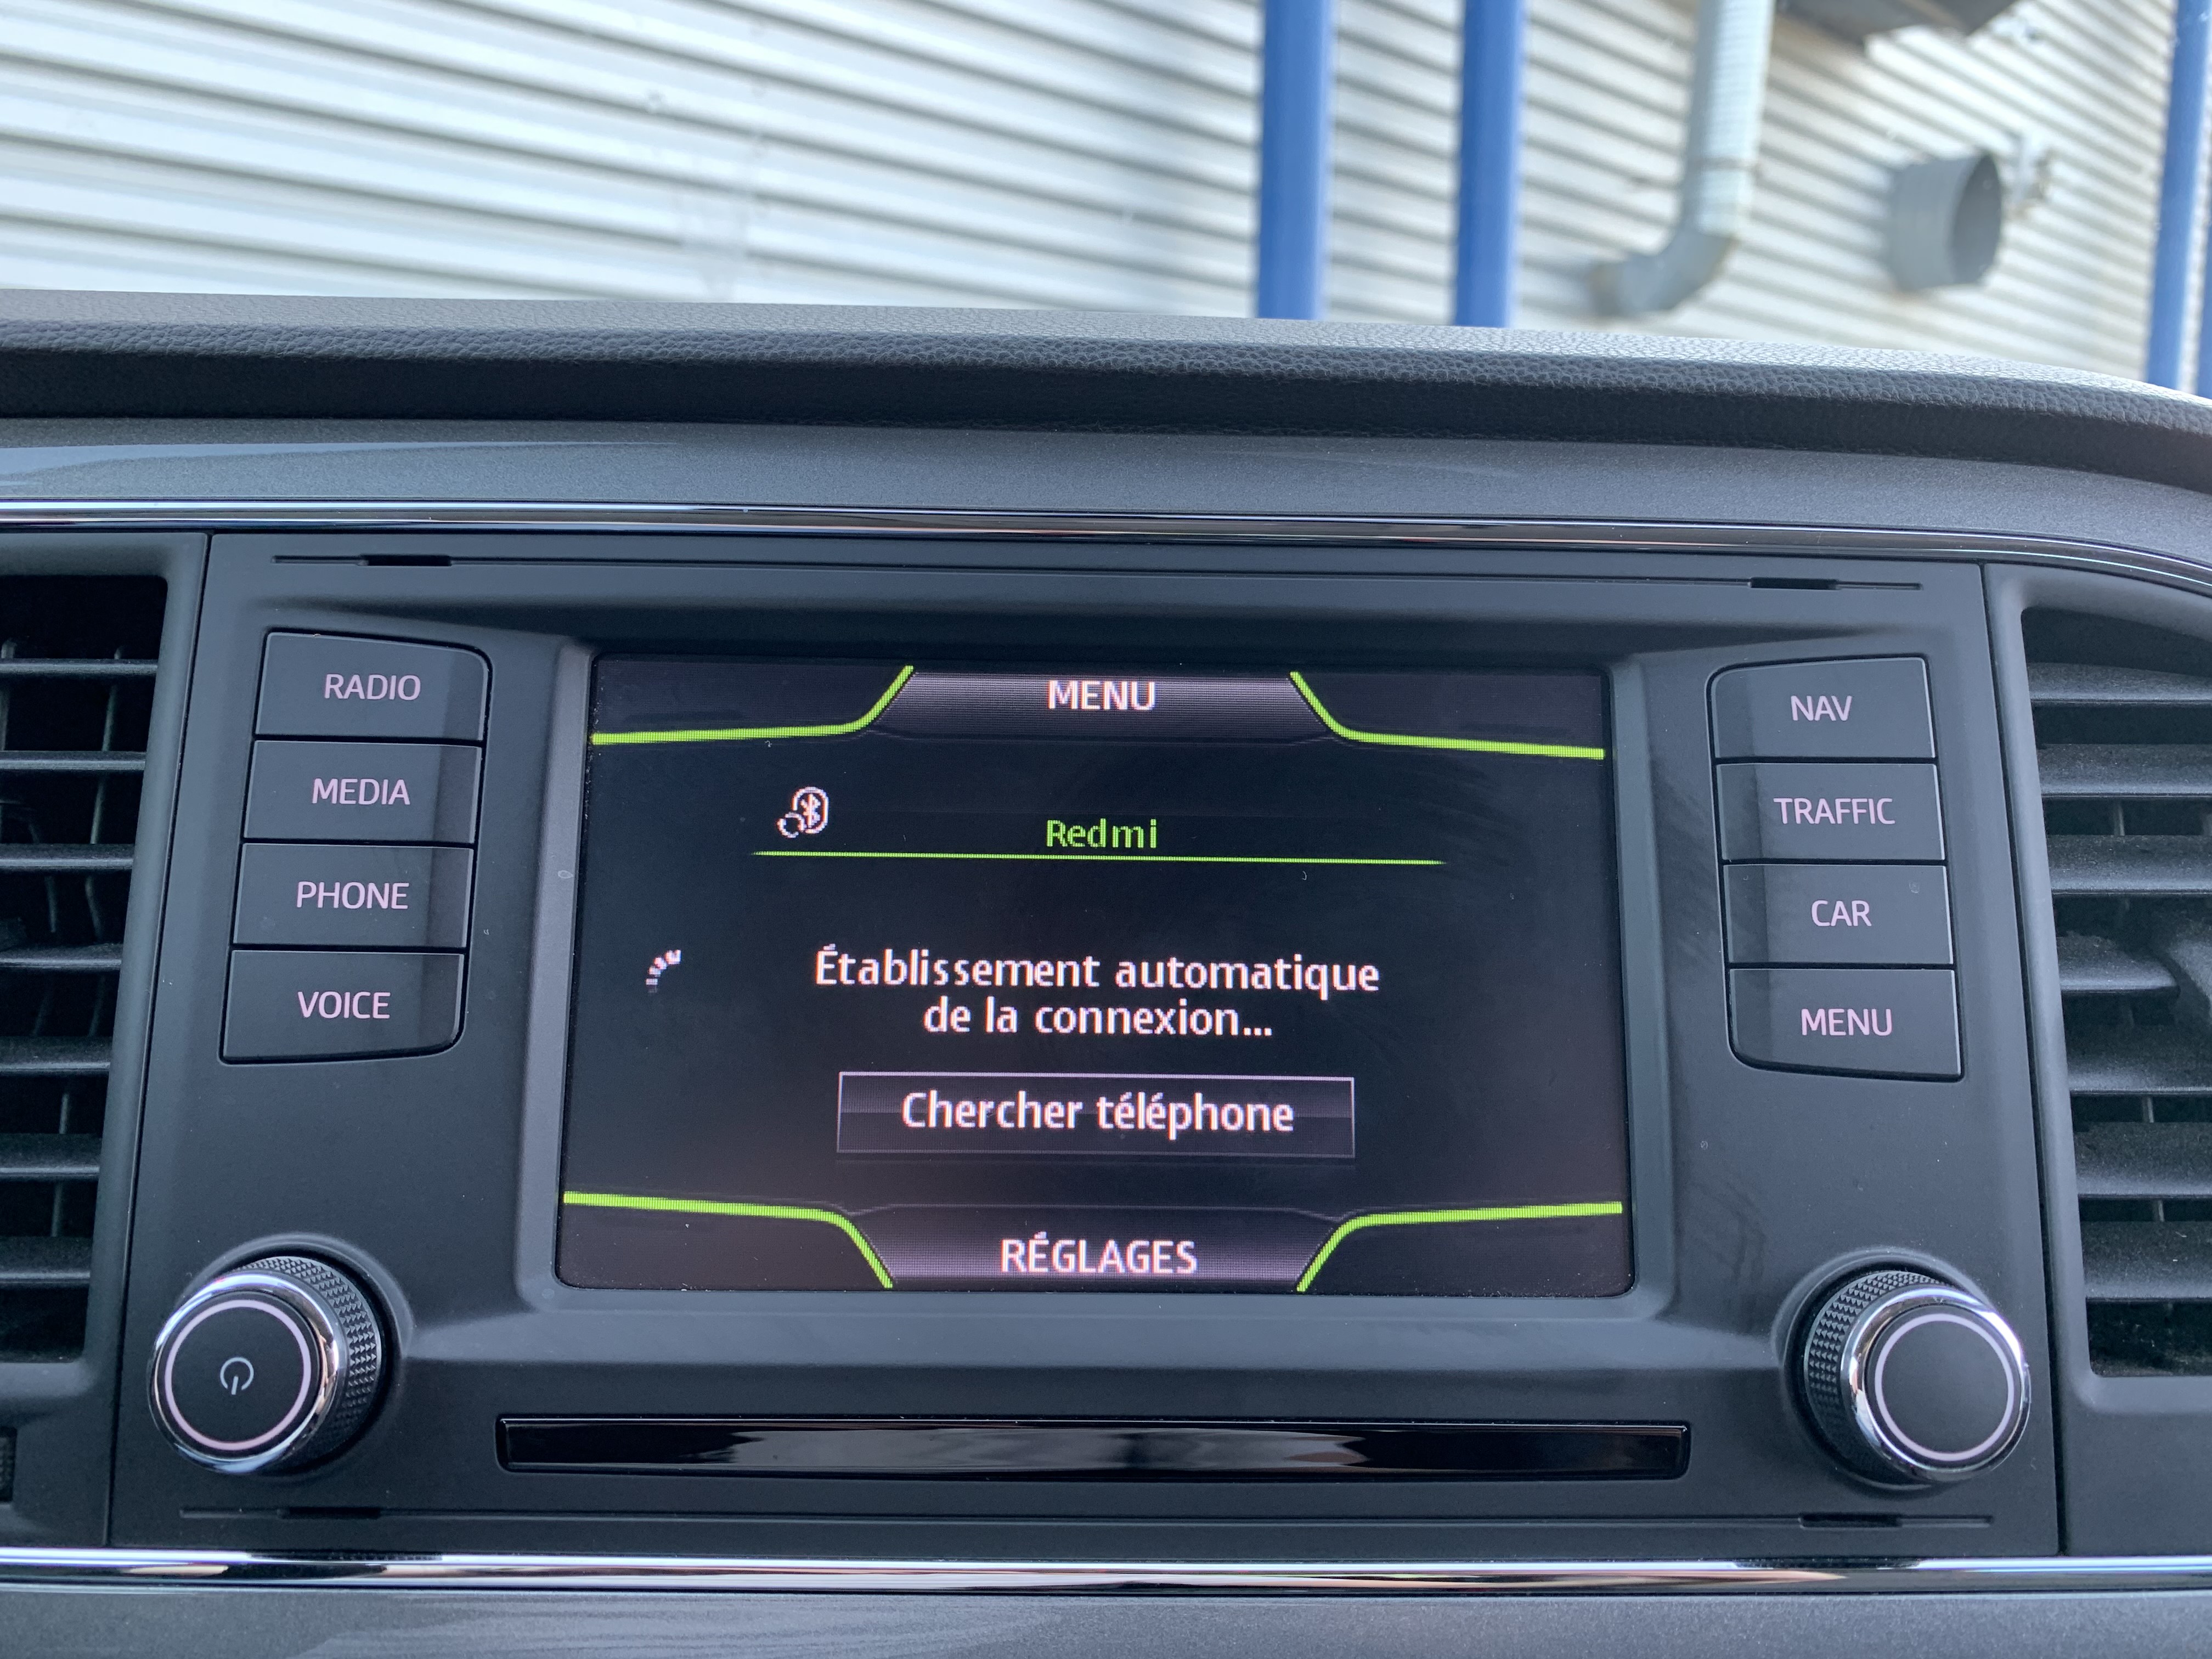 RADIO
MEDIA
PHONE
VOICE
MENU
Redmi
Établissement automatique
de la connexion...
Chercher téléphone
RÉGLAGES
NAV
TRAFFIC
CAR
MENU